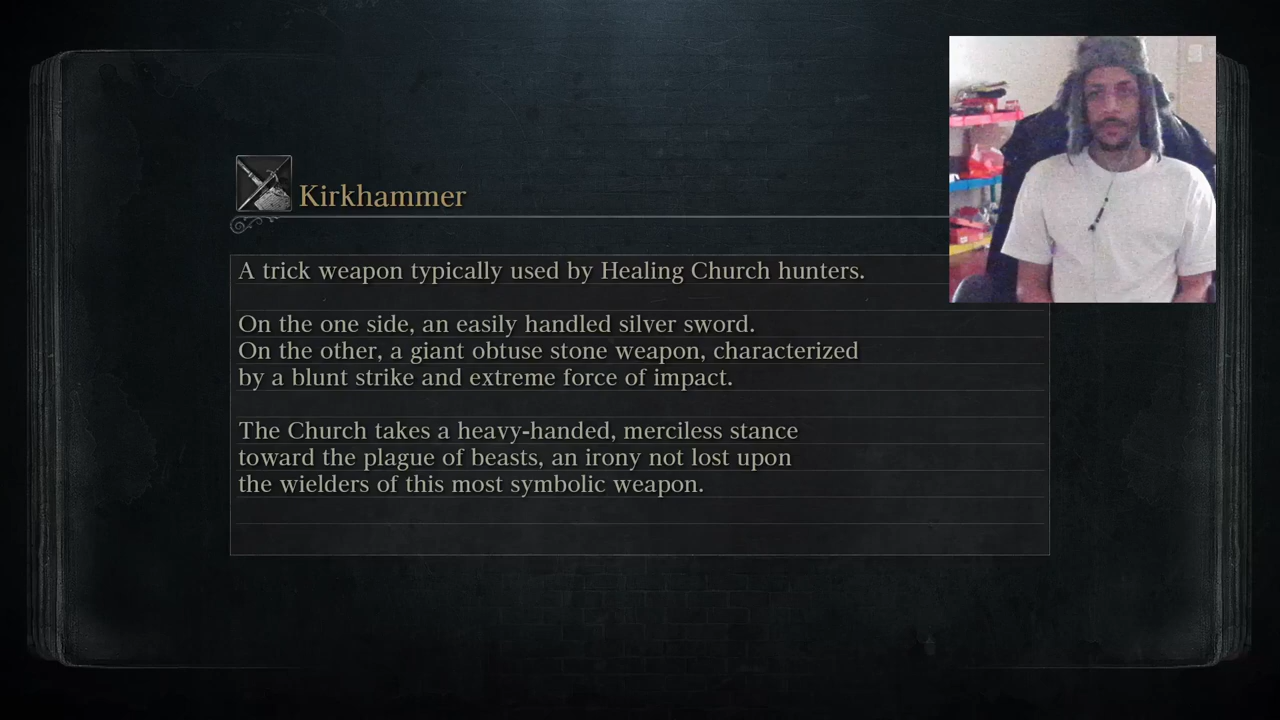 Kirkhammer
A trick weapon typically used by Healing Church hunters.
On the one side, an easily handled silver sword.
On the other, a giant obtuse stone weapon, characterized
by a blunt strike and extreme force of impact.
The Church takes a heavy-handed, merciless stance
toward the plague of beasts, an irony not lost upon
the wielders of this most symbolic weapon.